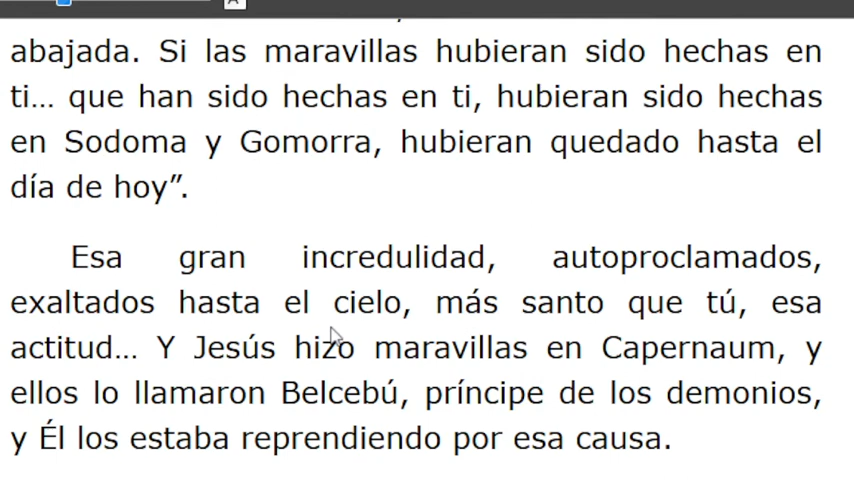 abajada. Si las maravillas hubieran sido hechas en
ti... que han sido hechas en ti, hubieran sido hechas
en Sodoma y Gomorra, hubieran quedado hasta el
día de hoy”.
Esa gran incredulidad, autoproclamados,
exaltados hasta el cielo, más santo que tú, esa
actitud... Y Jesús hizo maravillas en Capernaum, y
ellos lo llamaron Belcebú, príncipe de los demonios,
y Él los estaba reprendiendo por esa causa.